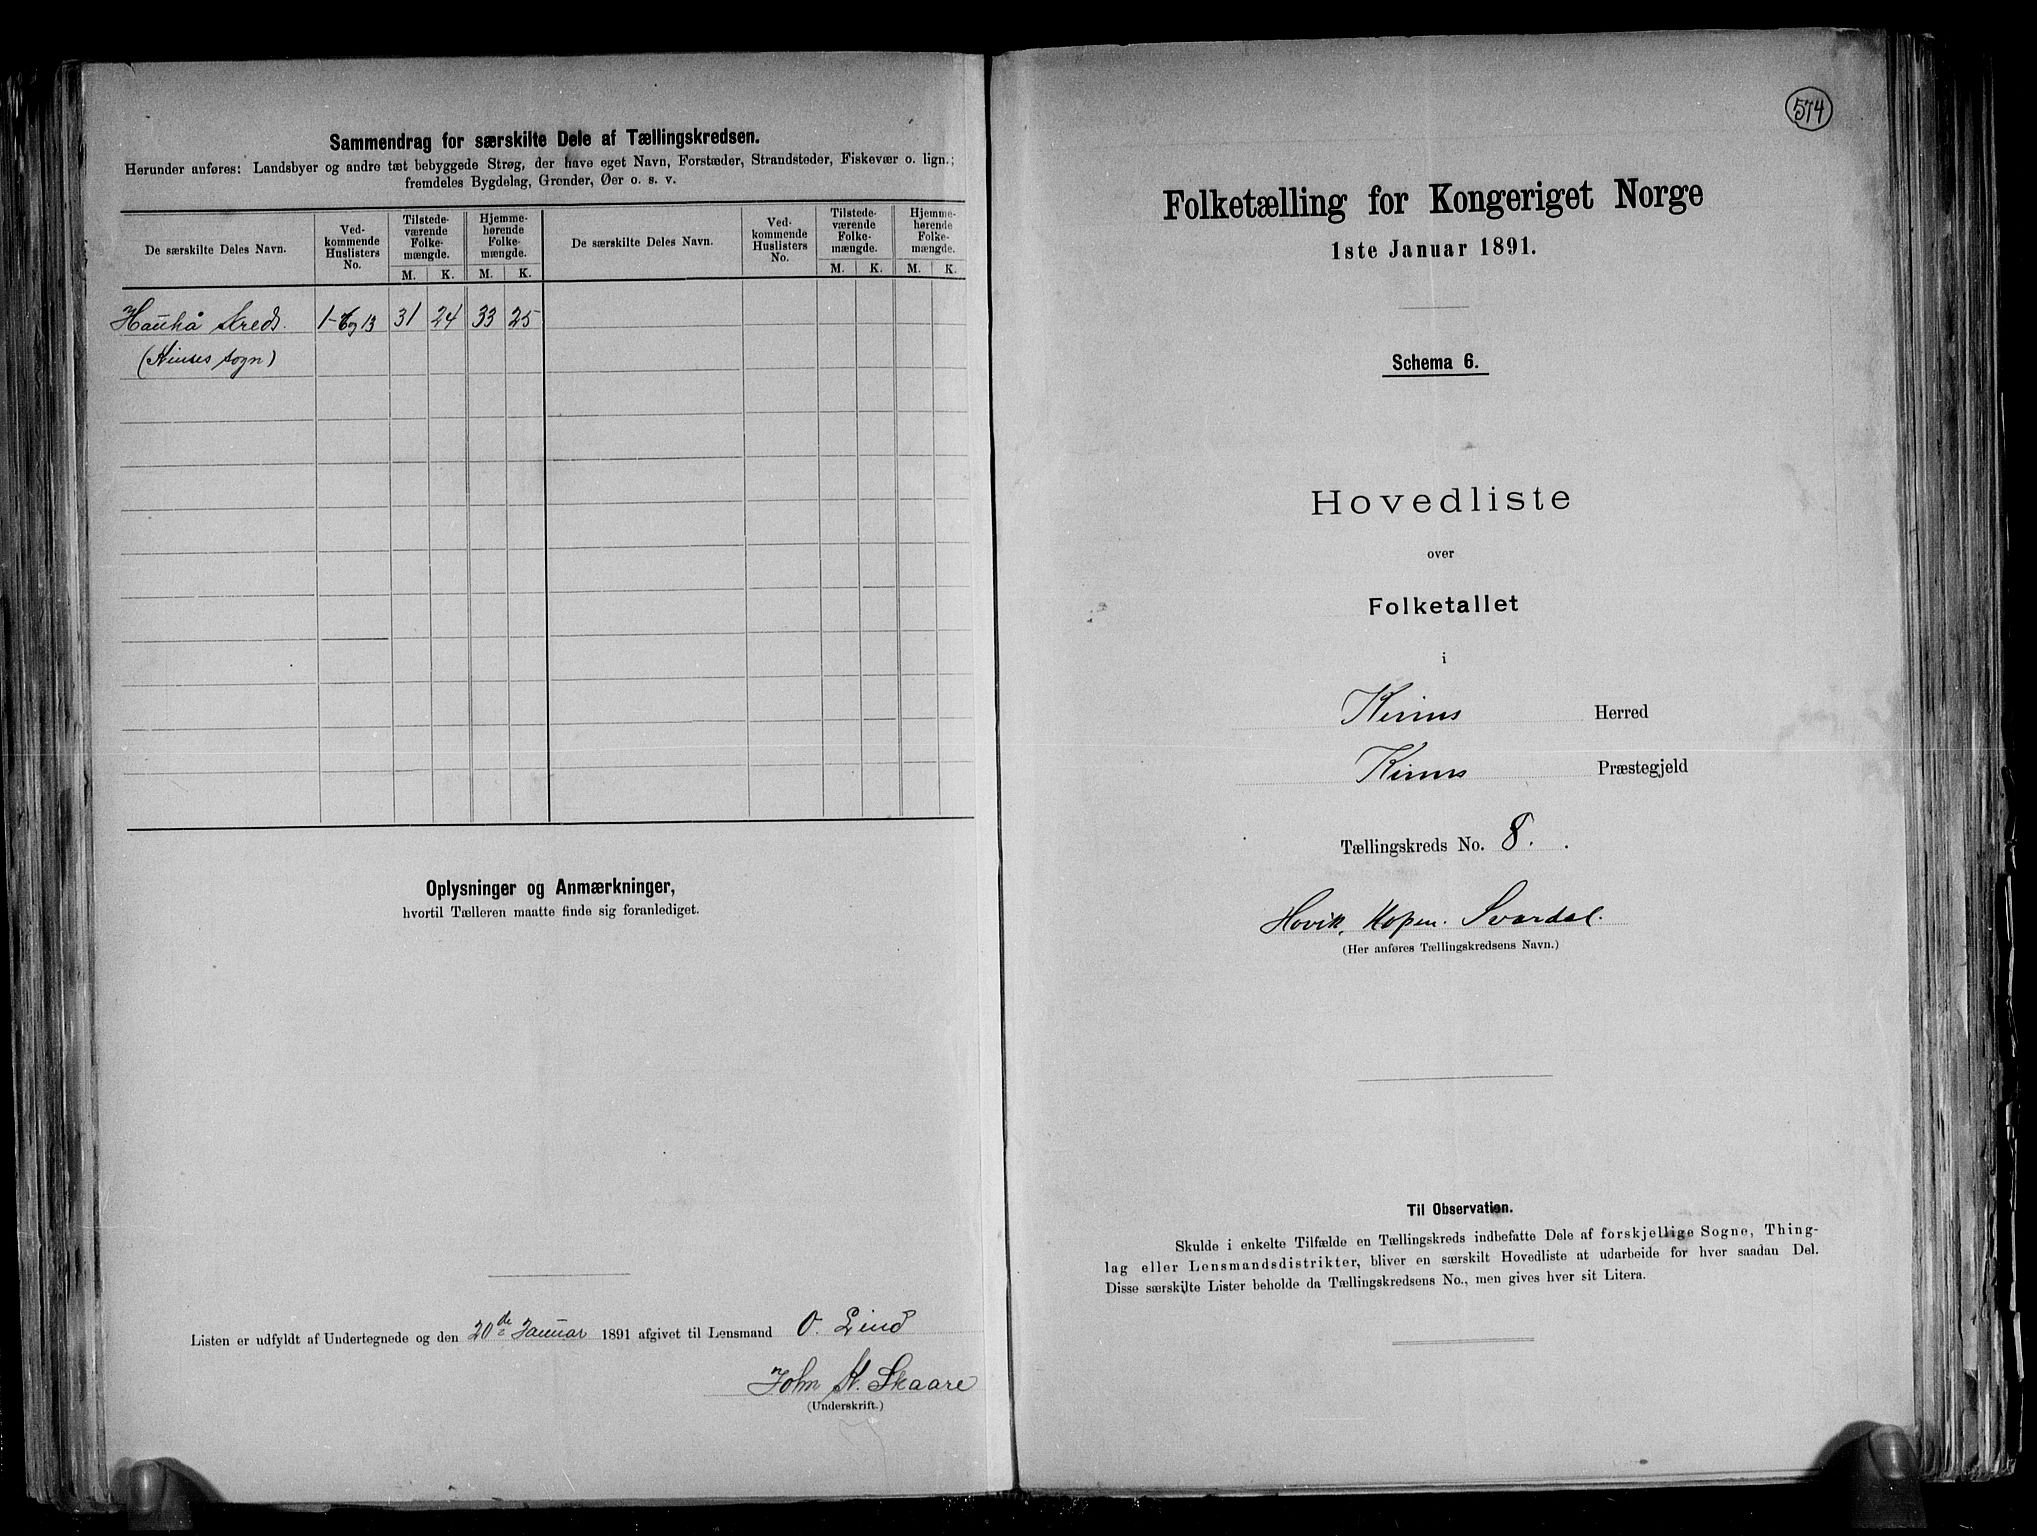 Sammendrag for særskilte Dele af Tællingskredsen.
Herunder anføres: Landsbyer og andre tæt bebyggede Strøg, der have eget Navn, Forstæder, Strandsteder, Fiskevær o. lign.;
fremdeles Bygdelag, Grender, Øer o. s. v.
De særskilte Deles Navn.
Ved-
kommende
Huslisters
No.
Tilstede-
værende
Folke-
mængde.
Hjemme-
hørende
Folke-
mængde.
M. K. M. K.
De særskilte Deles Navn.
Ved-
kommende
Huslisters
No.
Tilstede-
værende
Folke-
mængde.
Hjemme-
hørende
Folke-
mængde.
M. K. M. K.
31 24 33 25
Oplysninger og Anmærkninger,
hvortil Tælleren maatte finde sig foranlediget.
Listen er udfyldt af Undertegnede og den 20de Januar 1891 afgivet til Lensmand O. Lind
John A. Skaare
(Underskrift.)
574
Folketælling for Kongeriget Norge
1ste Januar 1891.
Schema 6.
Hovedliste
over
Folketallet
i
Kinns Herred
Kinns Præstegjeld
Tællingskreds No. 8.
Hovik, Kopen. Svardal.
(Her anføres Tællingskredsens Navn.)
Til Observation.
Skulde i enkelte Tilfælde en Tællingskreds indbefatte Dele af forskjellige Sogne, Thing-
lag eller Lensmandsdistrikter, bliver en særskilt Hovedliste at udarbeide for hver saadan Del.
Disse særskilte Lister beholde da Tællingskredsens No., men gives hver sit Litera.